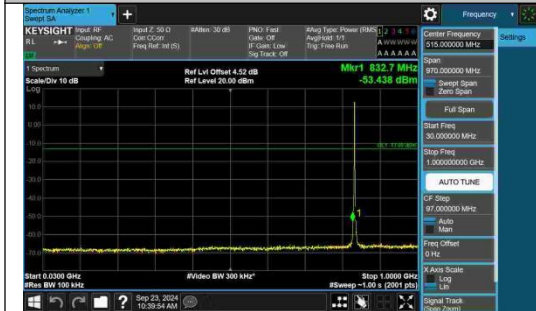 Spectrum Analyzer 1
Swept SA
Frequency
KEYSIGHT
RL
Input: RF
Coupling: AC
Align: Off
Input Z: 50 Ω
Corr CCorr
Freq Ref: Int (S)
#Atten: 30 dB
PNO: Fast
Gate: Off
IF Gain: Low
Sig Track: Off
#Avg Type: Power (RMS)
Avg|Hold: 1/1
Trig: Free Run
1 2 3 4 5
A W W W W W
A A A A A A
Center Frequency
515.000000 MHz
Settings
Span
970.000000 MHz
Swept Span
Zero Span
Full Span
Start Freq
30.000000 MHz
Stop Freq
1.000000000 GHz
AUTO TUNE
CF Step
97.000000 MHz
Auto
Man
Freq Offset
0 Hz
X Axis Scale
Log
Lin
Signal Track
(Span Zoom)
1 Spectrum
Scale/Div 10 dB
Log
Ref Lvl Offset 4.52 dB
Ref Level 20.00 dBm
Mkr1 832.7 MHz
-53.438 dBm
10.0
0.00
-10.0
-20.0
-30.0
-40.0
-50.0
-60.0
-70.0
1
Start 0.0300 GHz
#Res BW 100 kHz
#Video BW 300 kHz*
Stop 1.0000 GHz
#Sweep ~1.00 s (2001 pts)
Sep 23, 2024
10:39:54 AM